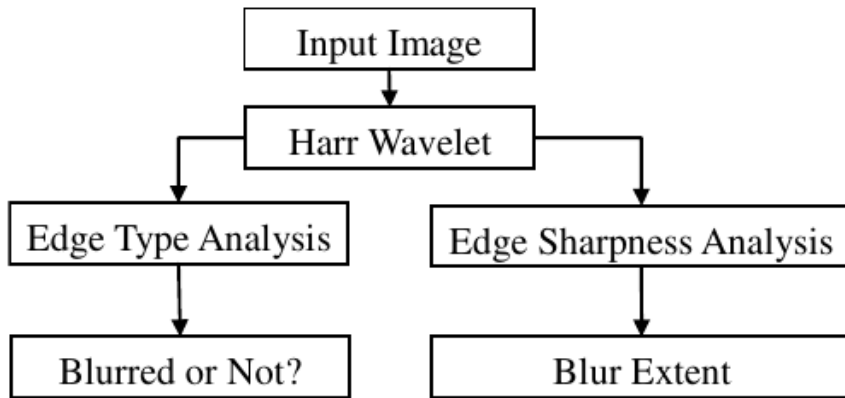 Input Image
Harr Wavelet
Edge Type Analysis
Edge Sharpness Analysis
Blurred or Not?
Blur Extent